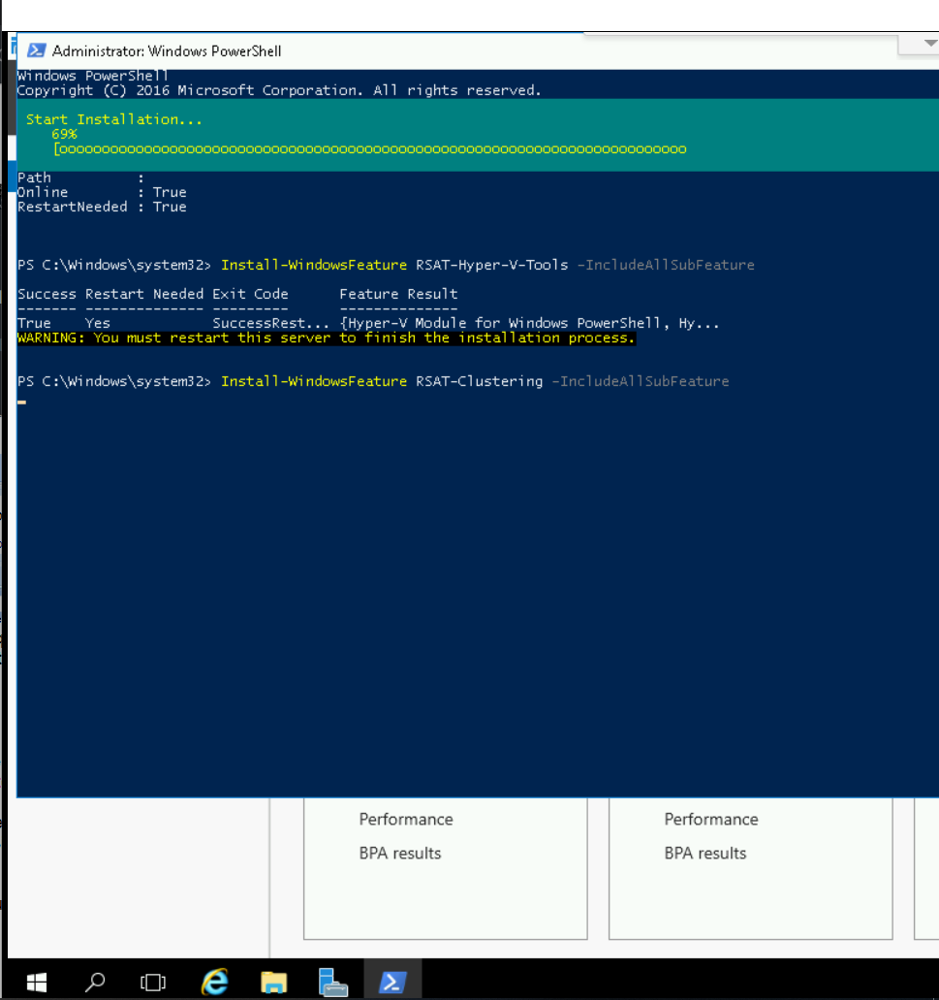 Administrator: Windows PowerShell
Windows PowerShell
Copyright (C) 2016 Microsoft Corporation. All rights reserved.
Start Installation...
69%
[oooooooooooooooooooooooooooooooooooooooooooooooooooooooooooooooooooooooooo
Path :
Online : True
RestartNeeded : True
PS C:\Windows\system32> Install-WindowsFeature RSAT-Hyper-V-Tools -IncludeAllSubFeature
Success Restart Needed Exit Code Feature Result
------- -------------- --------- --------------
True Yes SuccessRest... {Hyper-V Module for Windows PowerShell, Hy...
WARNING: You must restart this server to finish the installation process.
PS C:\Windows\system32> Install-WindowsFeature RSAT-Clustering -IncludeAllSubFeature
Performance Performance
BPA results BPA results